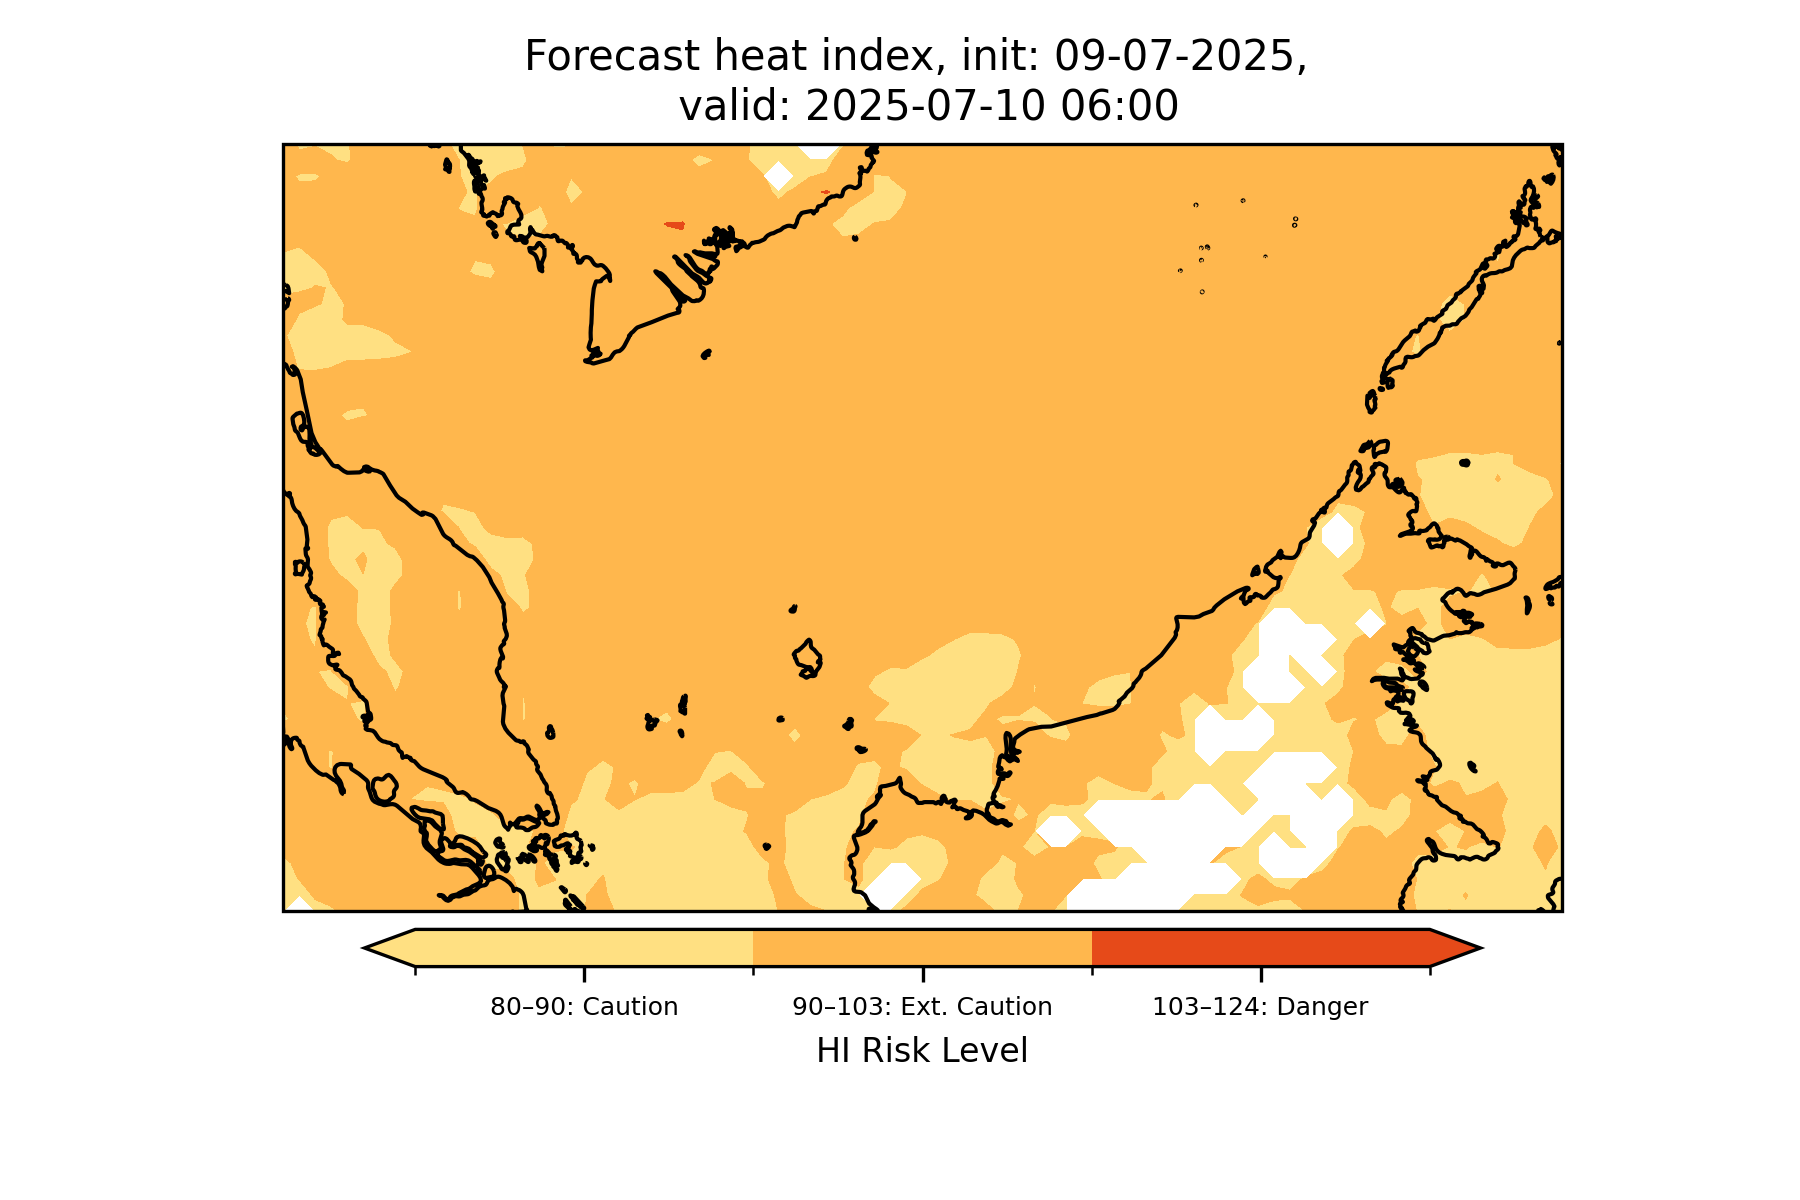 Forecast heat index, init: 09-07-2025,
valid: 2025-07-10 06:00
80–90: Caution
90–103: Ext. Caution
103–124: Danger
HI Risk Level